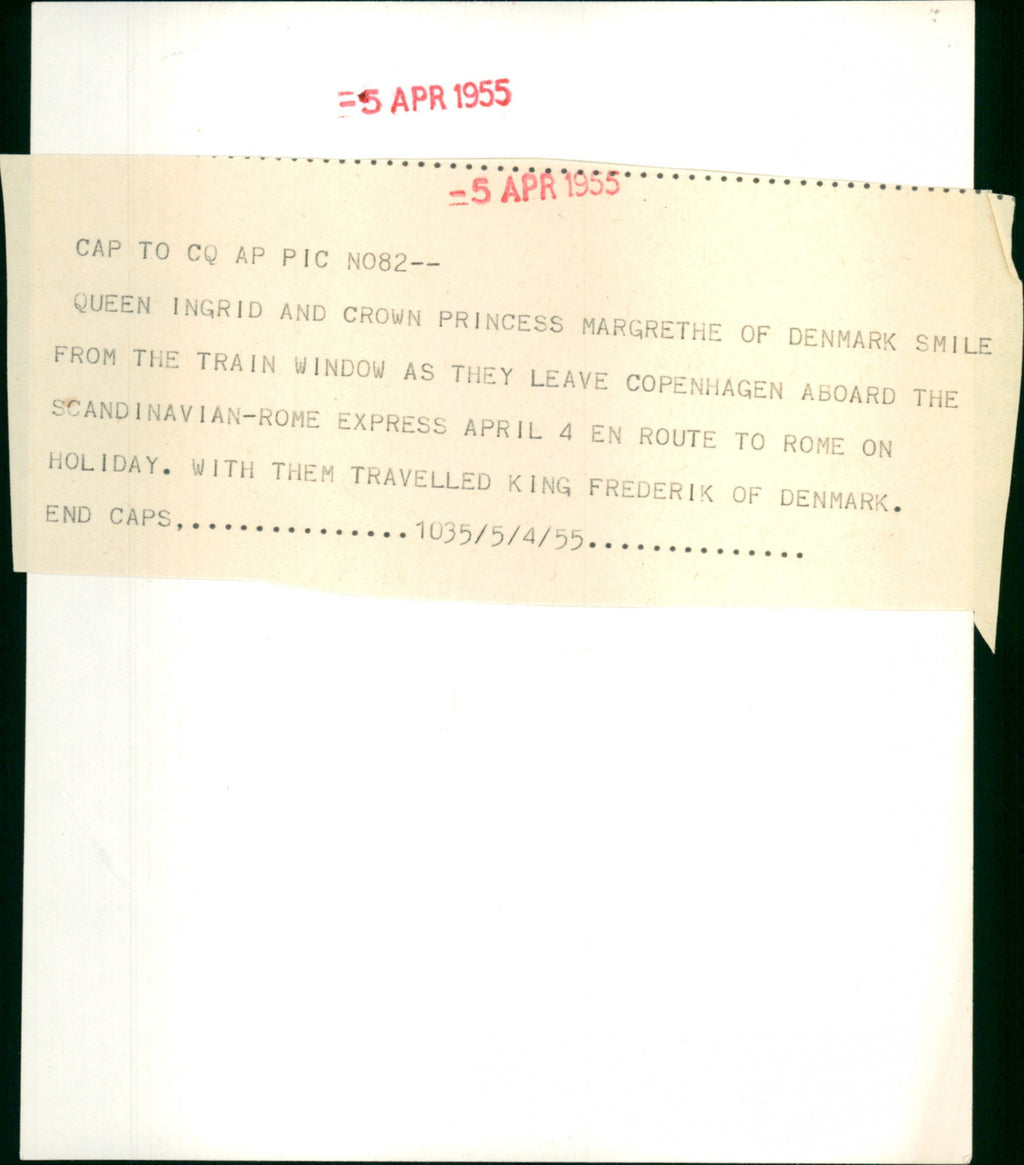 =5 APR 1955
=5 APR 1955
CAP TO CQ AP PIC NO82--
QUEEN INGRID AND CROWN PRINCESS MARGRETHE OF DENMARK SMILE
FROM THE TRAIN WINDOW AS THEY LEAVE COPENHAGEN ABOARD THE
SCANDINAVIAN-ROME EXPRESS APRIL 4 EN ROUTE TO ROME ON
HOLIDAY. WITH THEM TRAVELLED KING FREDERIK OF DENMARK.
END CAPS,..............1035/5/4/55..............